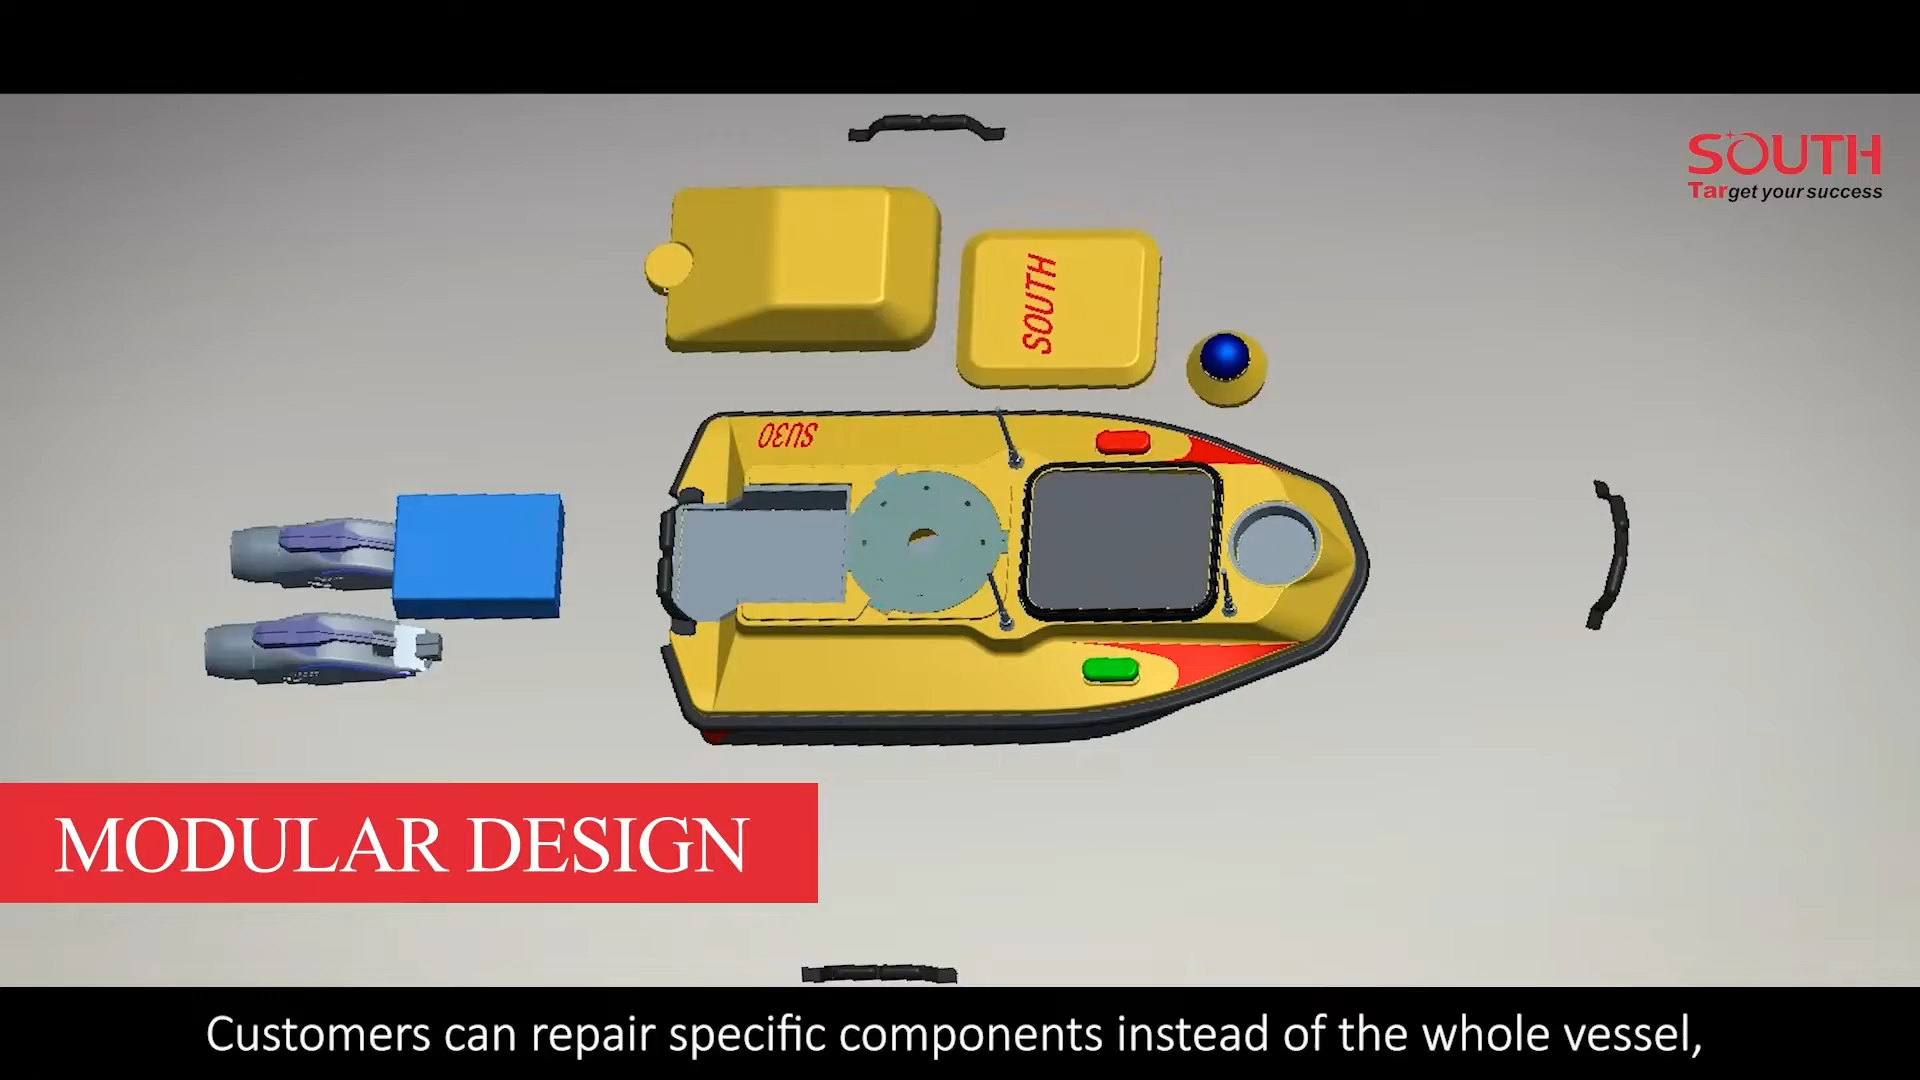 SOUTH
Target your success
SOUTH
SU30
MODULAR DESIGN
Customers can repair specific components instead of the whole vessel,